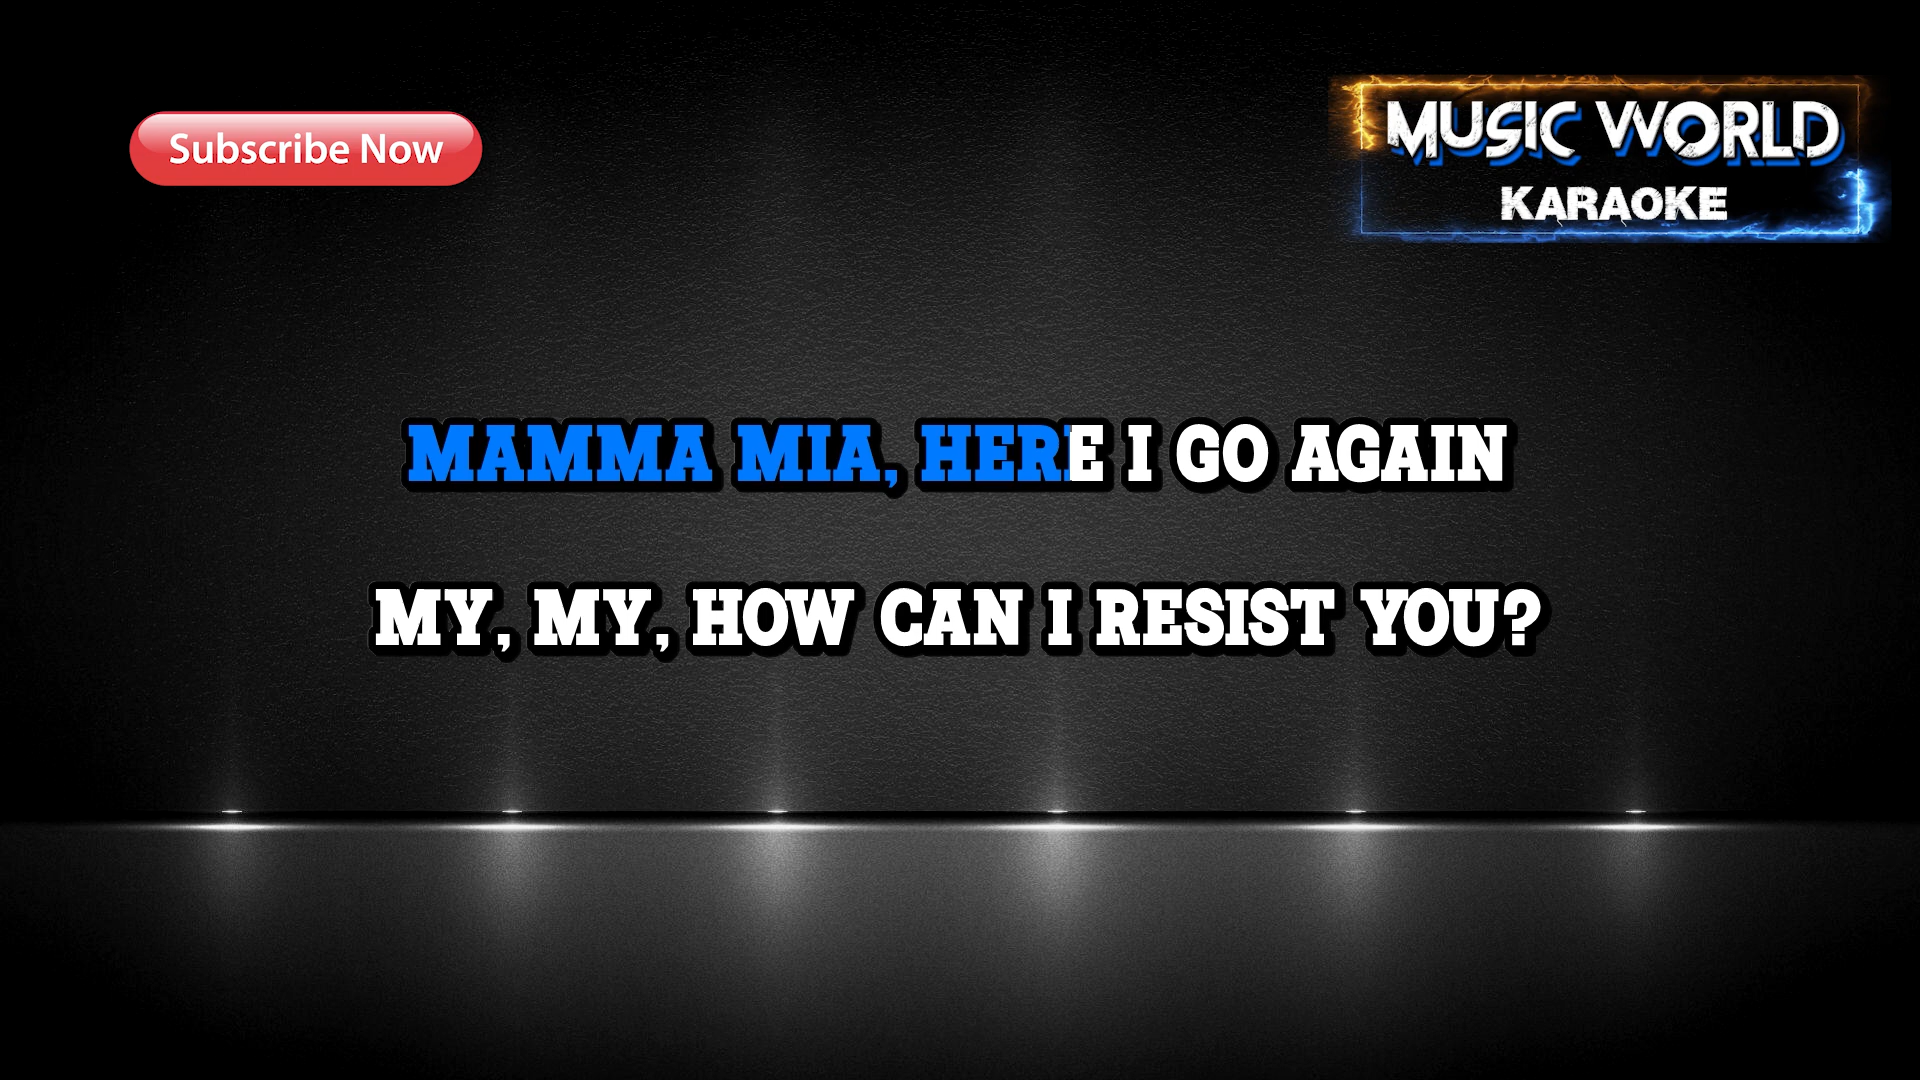 Subscribe Now
MUSIC WORLD
KARAOKE
MAMMA MIA, HERE I GO AGAIN
MY, MY, HOW CAN I RESIST YOU?